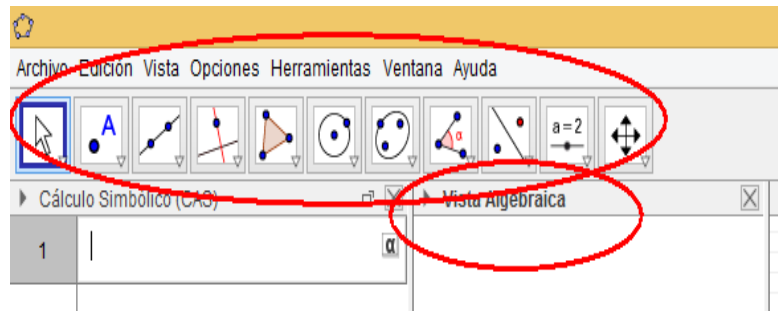 Archivo Edición Vista Opciones Herramientas Ventana Ayuda
A
α
a=2
Cálculo Simbólico (CAS)
Vista Algebraica
1
α